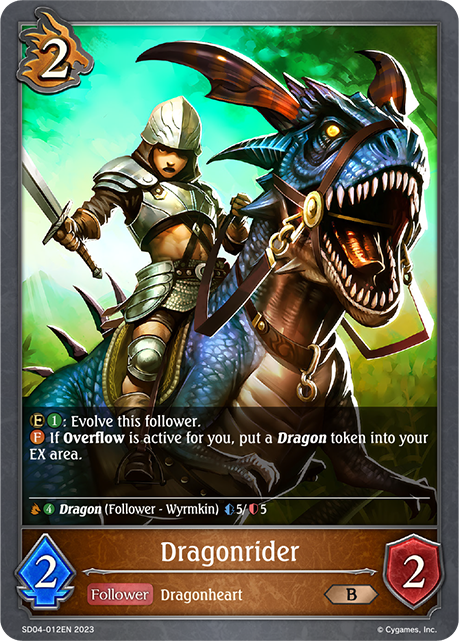 2
E 1: Evolve this follower.
F If Overflow is active for you, put a Dragon token into your
EX area.
4 Dragon (Follower - Wyrmkin) 5/ 5
Dragonrider
2
Follower Dragonheart
B
2
SD04-012EN 2023
© Cygames, Inc.